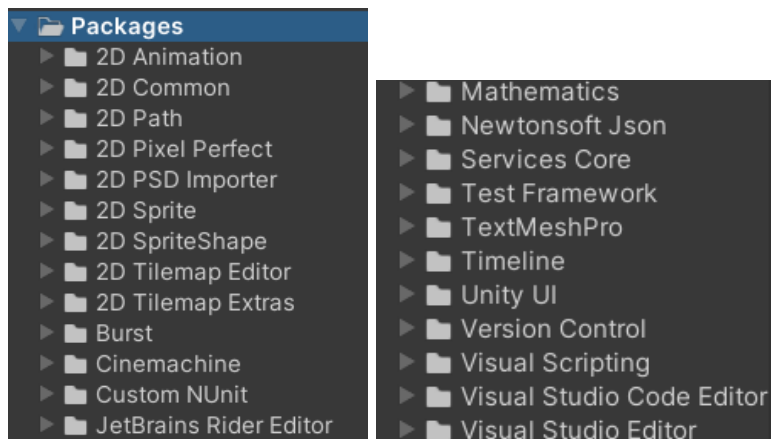 Packages
2D Animation
2D Common
2D Path
2D Pixel Perfect
2D PSD Importer
2D Sprite
2D SpriteShape
2D Tilemap Editor
2D Tilemap Extras
Burst
Cinemachine
Custom NUnit
JetBrains Rider Editor
Mathematics
Newtonsoft Json
Services Core
Test Framework
TextMeshPro
Timeline
Unity UI
Version Control
Visual Scripting
Visual Studio Code Editor
Visual Studio Editor